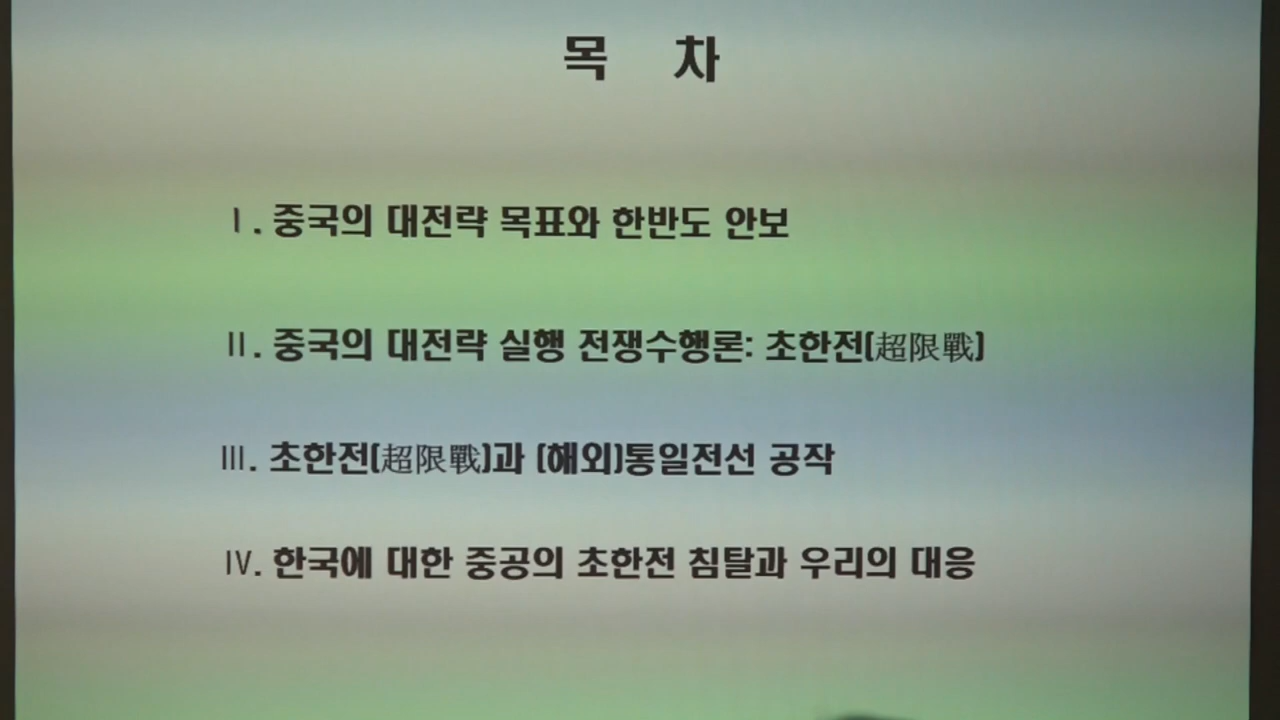 목 차
Ⅰ. 중국의 대전략 목표와 한반도 안보
Ⅱ. 중국의 대전략 실행 전쟁수행론: 초한전(超限戰)
Ⅲ. 초한전(超限戰)과 (해외)통일전선 공작
Ⅳ. 한국에 대한 중공의 초한전 침탈과 우리의 대응